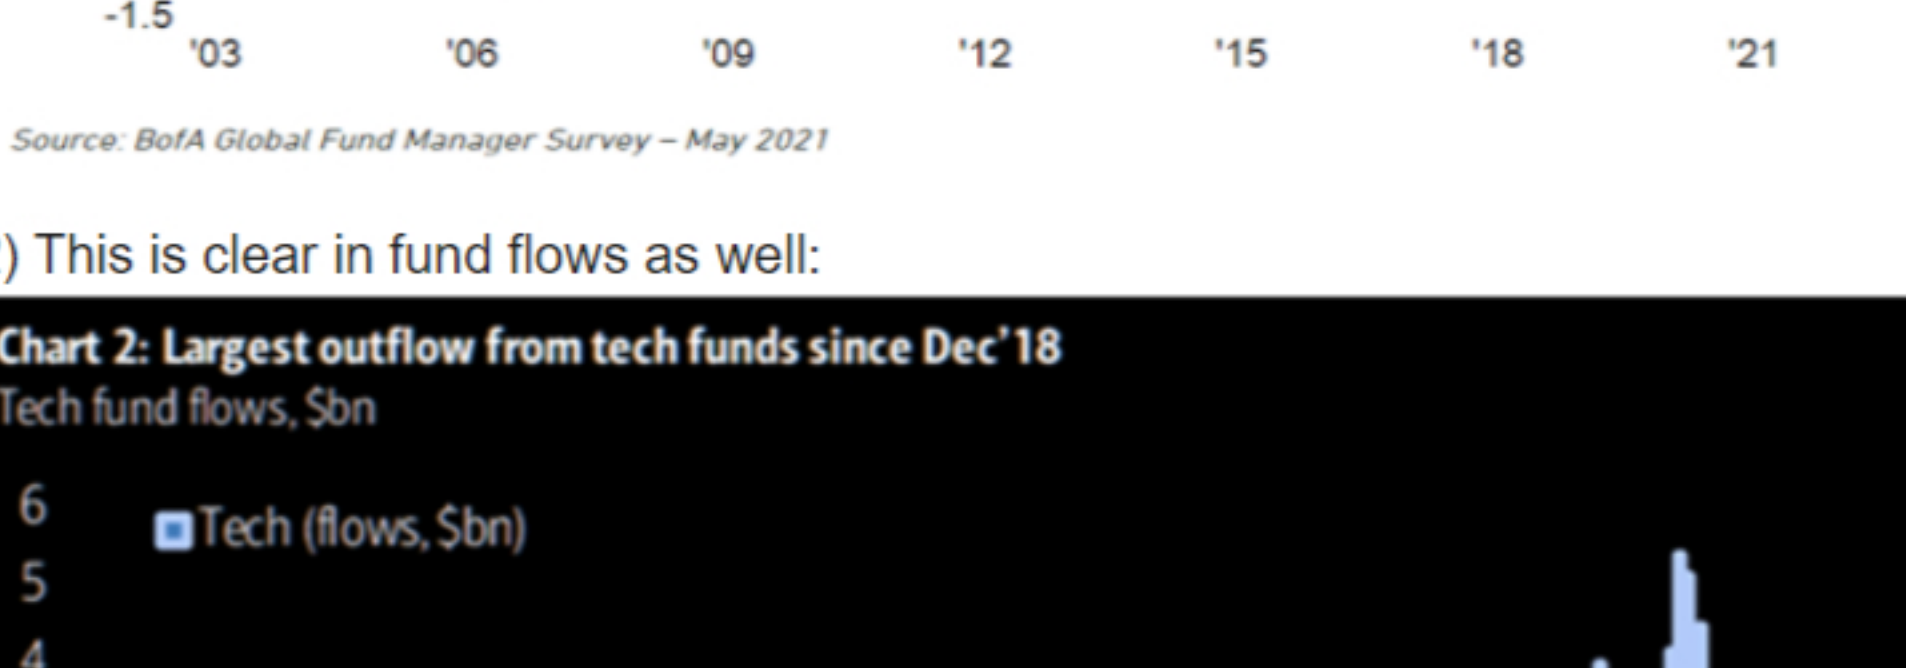 -1.5
'03 '06 '09 '12 '15 '18 '21
Source: BofA Global Fund Manager Survey – May 2021
) This is clear in fund flows as well:
Chart 2: Largest outflow from tech funds since Dec'18
Tech fund flows, $bn
6
Tech (flows, $bn)
5
4